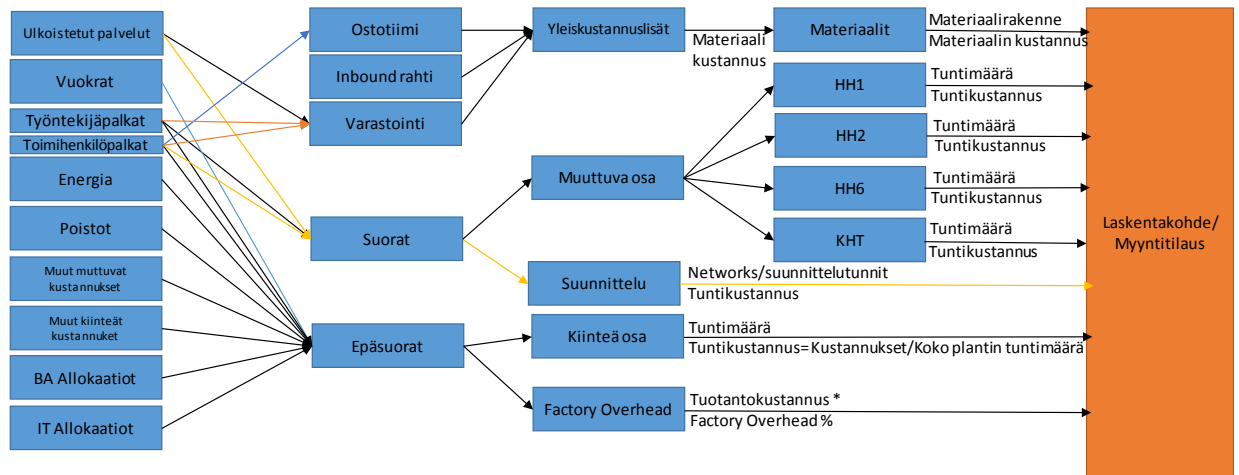 Ulkoistetut palvelut
Vuokrat
Työntekijäpalkat
Toimihenkilöpalkat
Energia
Poistot
Muut muttuvat
kustannukset
Muut kiinteät
kustannuket
BA Allokaatiot
IT Allokaatiot
Ostotiimi
Inbound rahti
Varastointi
Suorat
Epäsuorat
Yleiskustannuslisät
Muuttuva osa
Suunnittelu
Kiinteä osa
Factory Overhead
Materiaali
kustannus
Materiaalit
HH1
HH2
HH6
KHT
Materiaalirakenne
Materiaalin kustannus
Tuntimäärä
Tuntikustannus
Tuntimäärä
Tuntikustannus
Tuntimäärä
Tuntikustannus
Tuntimäärä
Tuntikustannus
Networks/suunnittelutunnit
Tuntikustannus
Tuntimäärä
Tuntikustannus=Kustannukset/Koko plantin tuntimäärä
Tuotantokustannus *
Factory Overhead %
Laskentakohde/
Myyntitilaus